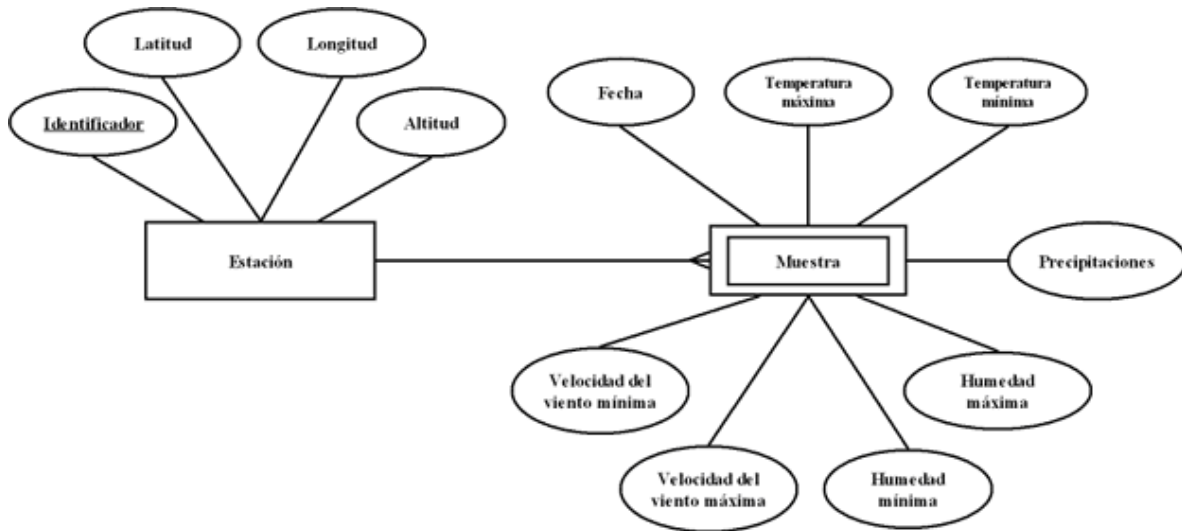 Latitud
Longitud
Identificador
Altitud
Estación
Fecha
Temperatura
máxima
Temperatura
mínima
Muestra
Precipitaciones
Velocidad del
viento mínima
Humedad
máxima
Velocidad del
viento máxima
Humedad
mínima